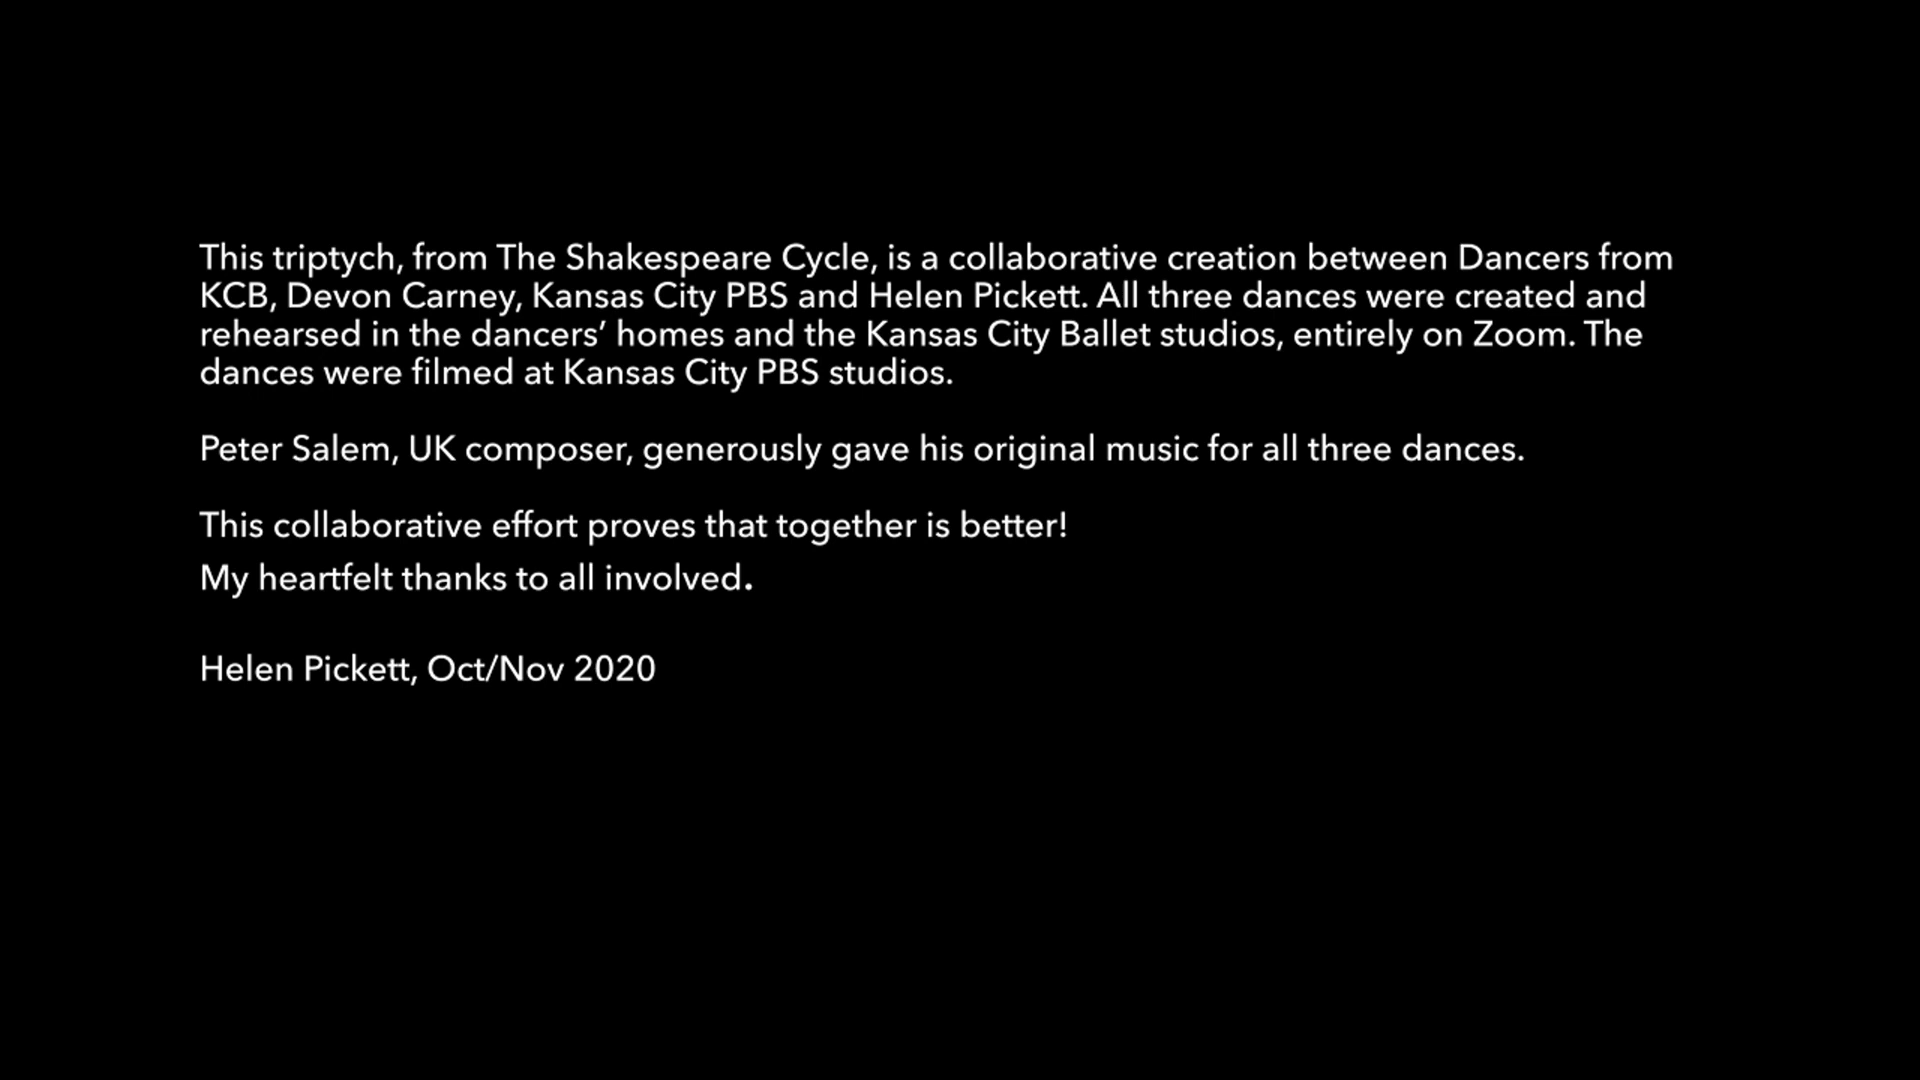 This triptych, from The Shakespeare Cycle, is a collaborative creation between Dancers from
KCB, Devon Carney, Kansas City PBS and Helen Pickett. All three dances were created and
rehearsed in the dancers’ homes and the Kansas City Ballet studios, entirely on Zoom. The
dances were filmed at Kansas City PBS studios.
Peter Salem, UK composer, generously gave his original music for all three dances.
This collaborative effort proves that together is better!
My heartfelt thanks to all involved.
Helen Pickett, Oct/Nov 2020